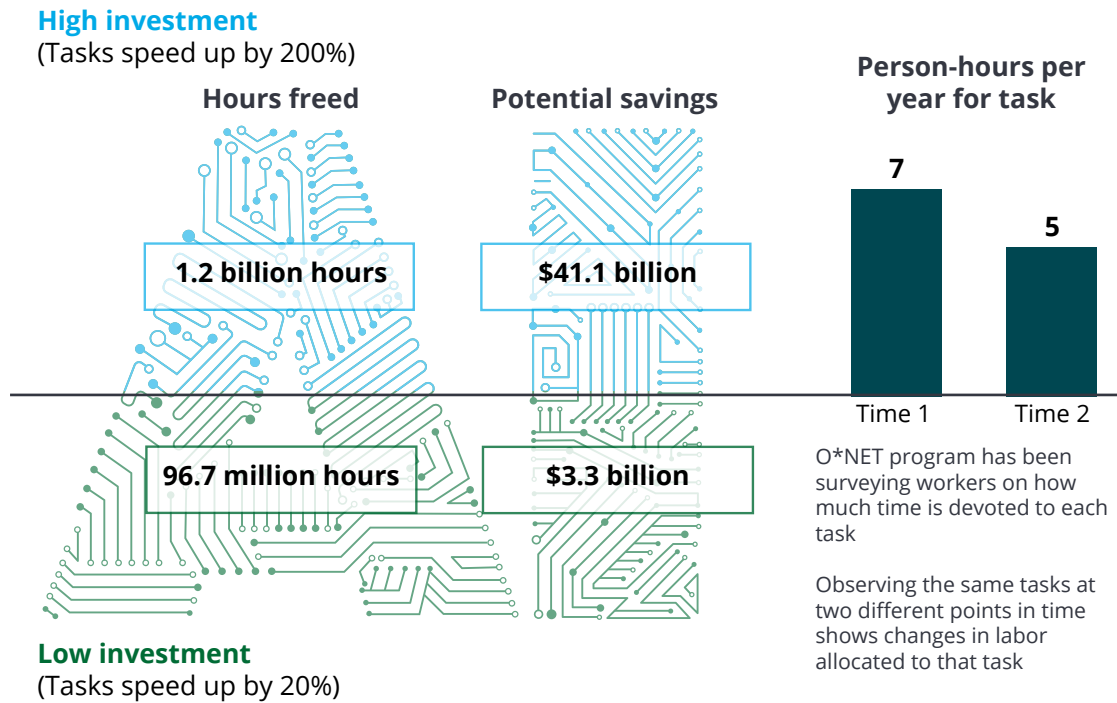 High investment
(Tasks speed up by 200%)
Hours freed
Potential savings
1.2 billion hours
$41.1 billion
96.7 million hours
$3.3 billion
Low investment
(Tasks speed up by 20%)
Person-hours per
year for task
7
5
Time 1
Time 2
O*NET program has been
surveying workers on how
much time is devoted to each
task
Observing the same tasks at
two different points in time
shows changes in labor
allocated to that task